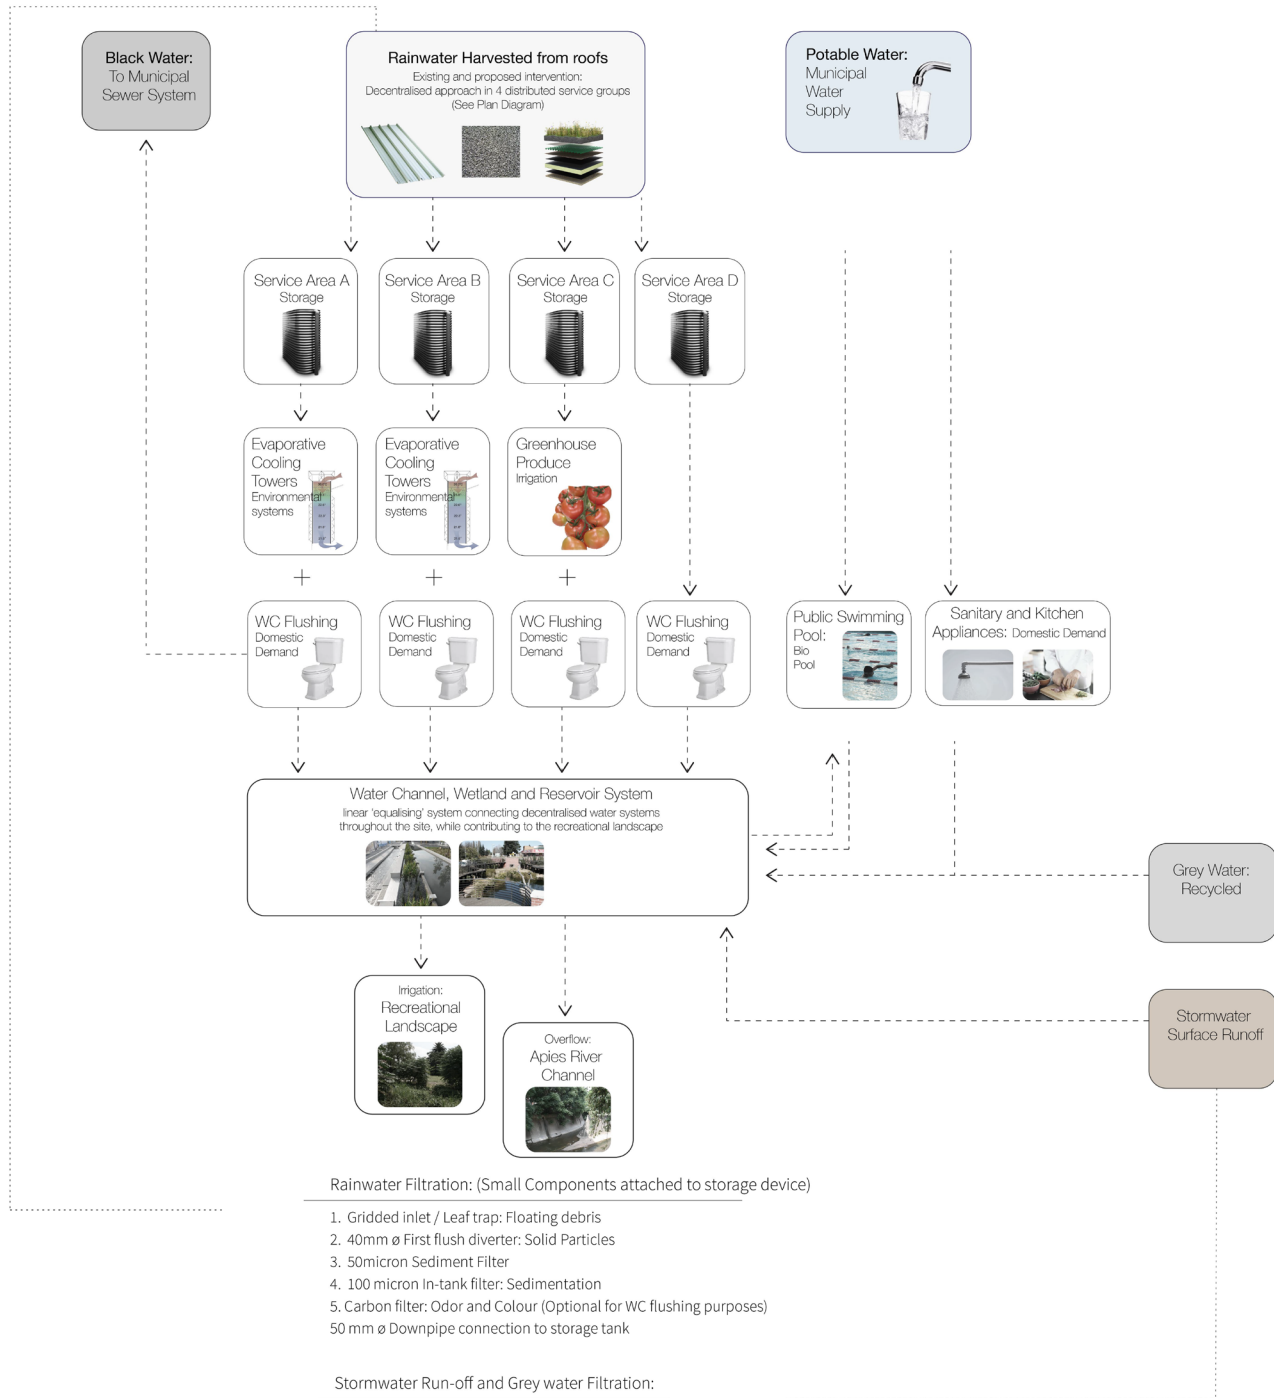 Black Water:
To Municipal
Sewer System
Rainwater Harvested from roofs
Existing and proposed intervention:
Decentralised approach in 4 distributed service groups
(See Plan Diagram)
Potable Water:
Municipal
Water
Supply
Service Area A
Storage
Service Area B
Storage
Service Area C
Storage
Service Area D
Storage
Evaporative
Cooling
Towers
Environmental
systems
Evaporative
Cooling
Towers
Environmental
systems
Greenhouse
Produce
Irrigation
+
+
+
WC Flushing
Domestic
Demand
WC Flushing
Domestic
Demand
WC Flushing
Domestic
Demand
WC Flushing
Domestic
Demand
Public Swimming
Pool:
Bio
Pool
Sanitary and Kitchen
Appliances: Domestic Demand
Water Channel, Wetland and Reservoir System
linear 'equalising' system connecting decentralised water systems
throughout the site, while contributing to the recreational landscape
Grey Water:
Recycled
Irrigation:
Recreational
Landscape
Overflow:
Apies River
Channel
Stormwater
Surface Runoff
Rainwater Filtration: (Small Components attached to storage device)
1. Gridded inlet / Leaf trap: Floating debris
2. 40mm ø First flush diverter: Solid Particles
3. 50micron Sediment Filter
4. 100 micron In-tank filter: Sedimentation
5. Carbon filter: Odor and Colour (Optional for WC flushing purposes)
50 mm ø Downpipe connection to storage tank
Stormwater Run-off and Grey water Filtration: